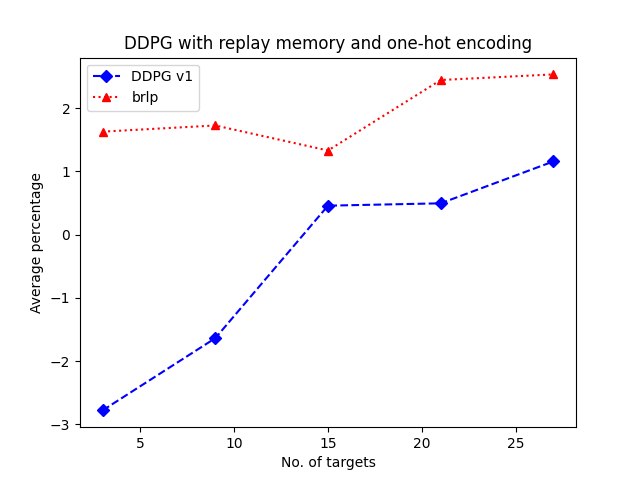 DDPG with replay memory and one-hot encoding
DDPG v1
brlp
2
1
0
−1
−2
−3
Average percentage
5
10
15
20
25
No. of targets